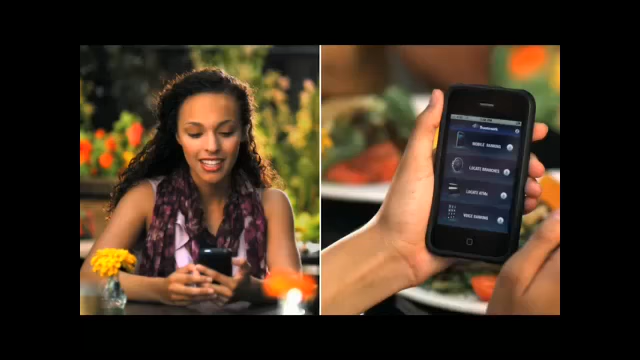 MOBILE BANKING
LOCATE BRANCHES
LOCATE ATMs
VOICE BANKING